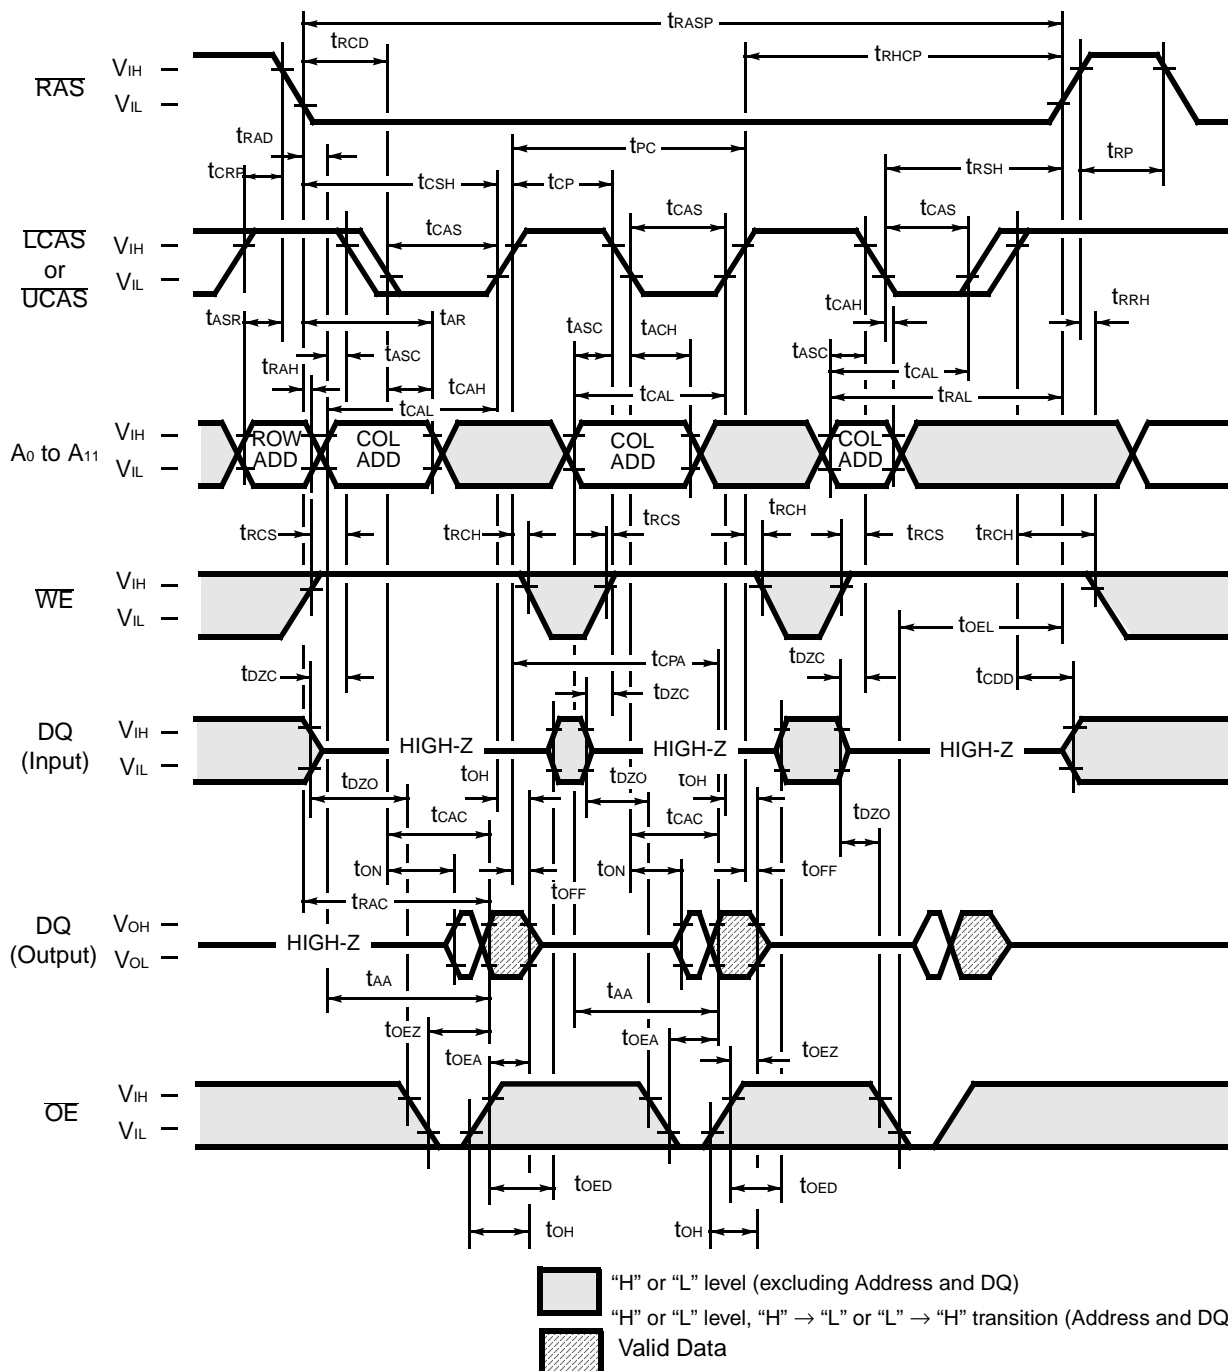 tRASP
tRCD
tRHCP
RAS
VIH
VIL
tRAD
tCRP
tPC
tRP
tCSH
tCP
tRSH
tCAS
tCAS
tCAS
LCAS
or
UCAS
VIH
VIL
tCAH
tRRH
tASR
tAR
tASC
tACH
tRAH
tASC
tASC
tCAH
tCAL
tCAL
tCAL
tRAL
A0 to A11
VIH
VIL
ROW
ADD
COL
ADD
COL
ADD
COL
ADD
tRCS
tRCH
tRCS
tRCH
tRCS
tRCH
WE
VIH
VIL
tOEL
tCPA
tDZC
tDZC
tDZC
tCDD
DQ
(Input)
VIH
VIL
HIGH-Z
HIGH-Z
HIGH-Z
tDZO
tOH
tDZO
tOH
tDZO
tCAC
tCAC
tON
tOFF
tON
tOFF
tRAC
DQ
(Output)
VOH
VOL
HIGH-Z
tAA
tAA
tOEZ
tOEA
tOEA
tOEZ
OE
VIH
VIL
tOED
tOED
tOH
tOH
“H” or “L” level (excluding Address and DQ)
“H” or “L” level, “H” → “L” or “L” → “H” transition (Address and DQ
Valid Data